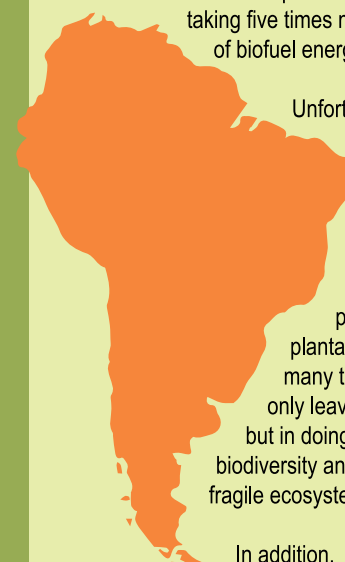 taking five times
of biofuel
Unfort
p
planta
many t
only leav
but in doing
biodiversity an
fragile ecosyste
In addition,